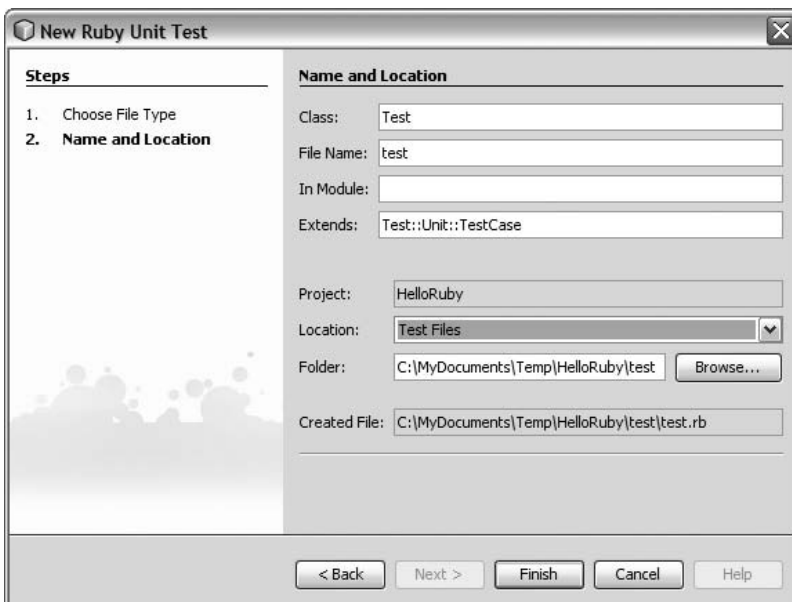 New Ruby Unit Test
Steps
1. Choose File Type
2. Name and Location
Name and Location
Class: Test
File Name: test
In Module:
Extends: Test::Unit::TestCase
Project: HelloRuby
Location: Test Files
Folder: C:\MyDocuments\Temp\HelloRuby\test Browse...
Created File: C:\MyDocuments\Temp\HelloRuby\test\test.rb
< Back Next > Finish Cancel Help